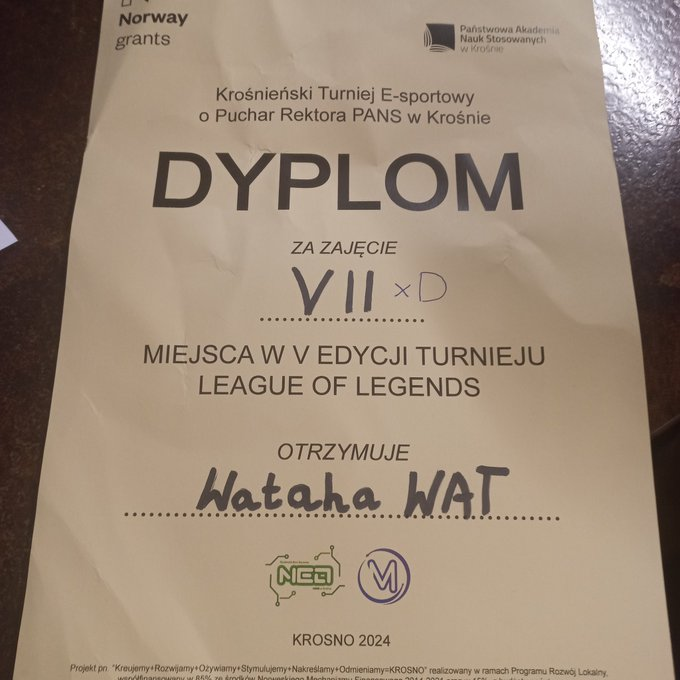 Norway
grants
Państwowa Akademia
Nauk Stosowanych
w Krośnie
Krośnieński Turniej E-sportowy
o Puchar Rektora PANS w Krośnie
DYPLOM
ZA ZAJĘCIE
VII xD
MIEJSCA W V EDYCJI TURNIEJU
LEAGUE OF LEGENDS
OTRZYMUJE
Wataha WAT
KROSNO 2024
Projekt pn. "Kreujemy+Rozwijamy+Ożywiamy+Stymulujemy+Nakreślamy+Odmieniamy=KROSNO" realizowany w ramach Programu Rozwój Lokalny,